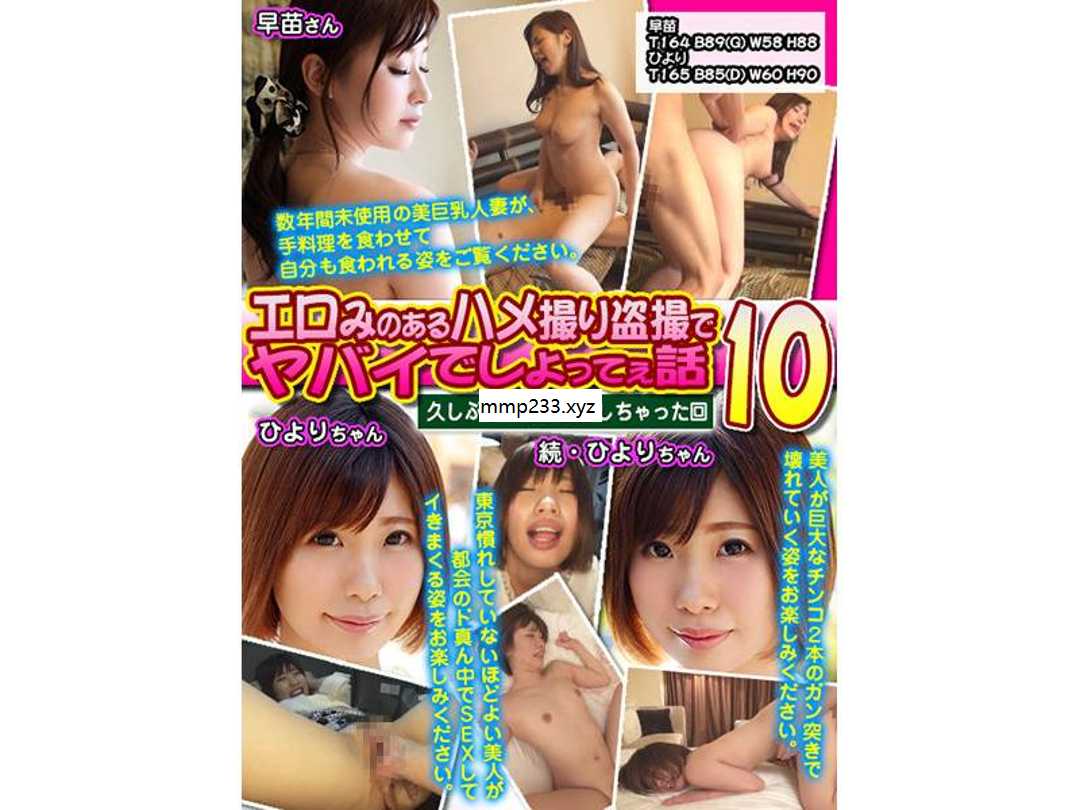 早苗さん
早苗
T164 B89(G) W58 H88
ひより
T165 B85(D) W60 H90
数年間未使用の美巨乳人妻が、
手料理を食わせて
自分も食われる姿をご覧ください。
エロみのあるハメ撮り盗撮で
ヤバイでしょってぇ話
10
久しぶ
mmp233.xyz
しちゃった回
ひよりちゃん
続・ひよりちゃん
東京慣れしていないほどよい美人が
都会のド真ん中でSEXして
イきまくる姿をお楽しみください。
美人が巨大なチンコ2本のガン突きで
壊れていく姿をお楽しみください。